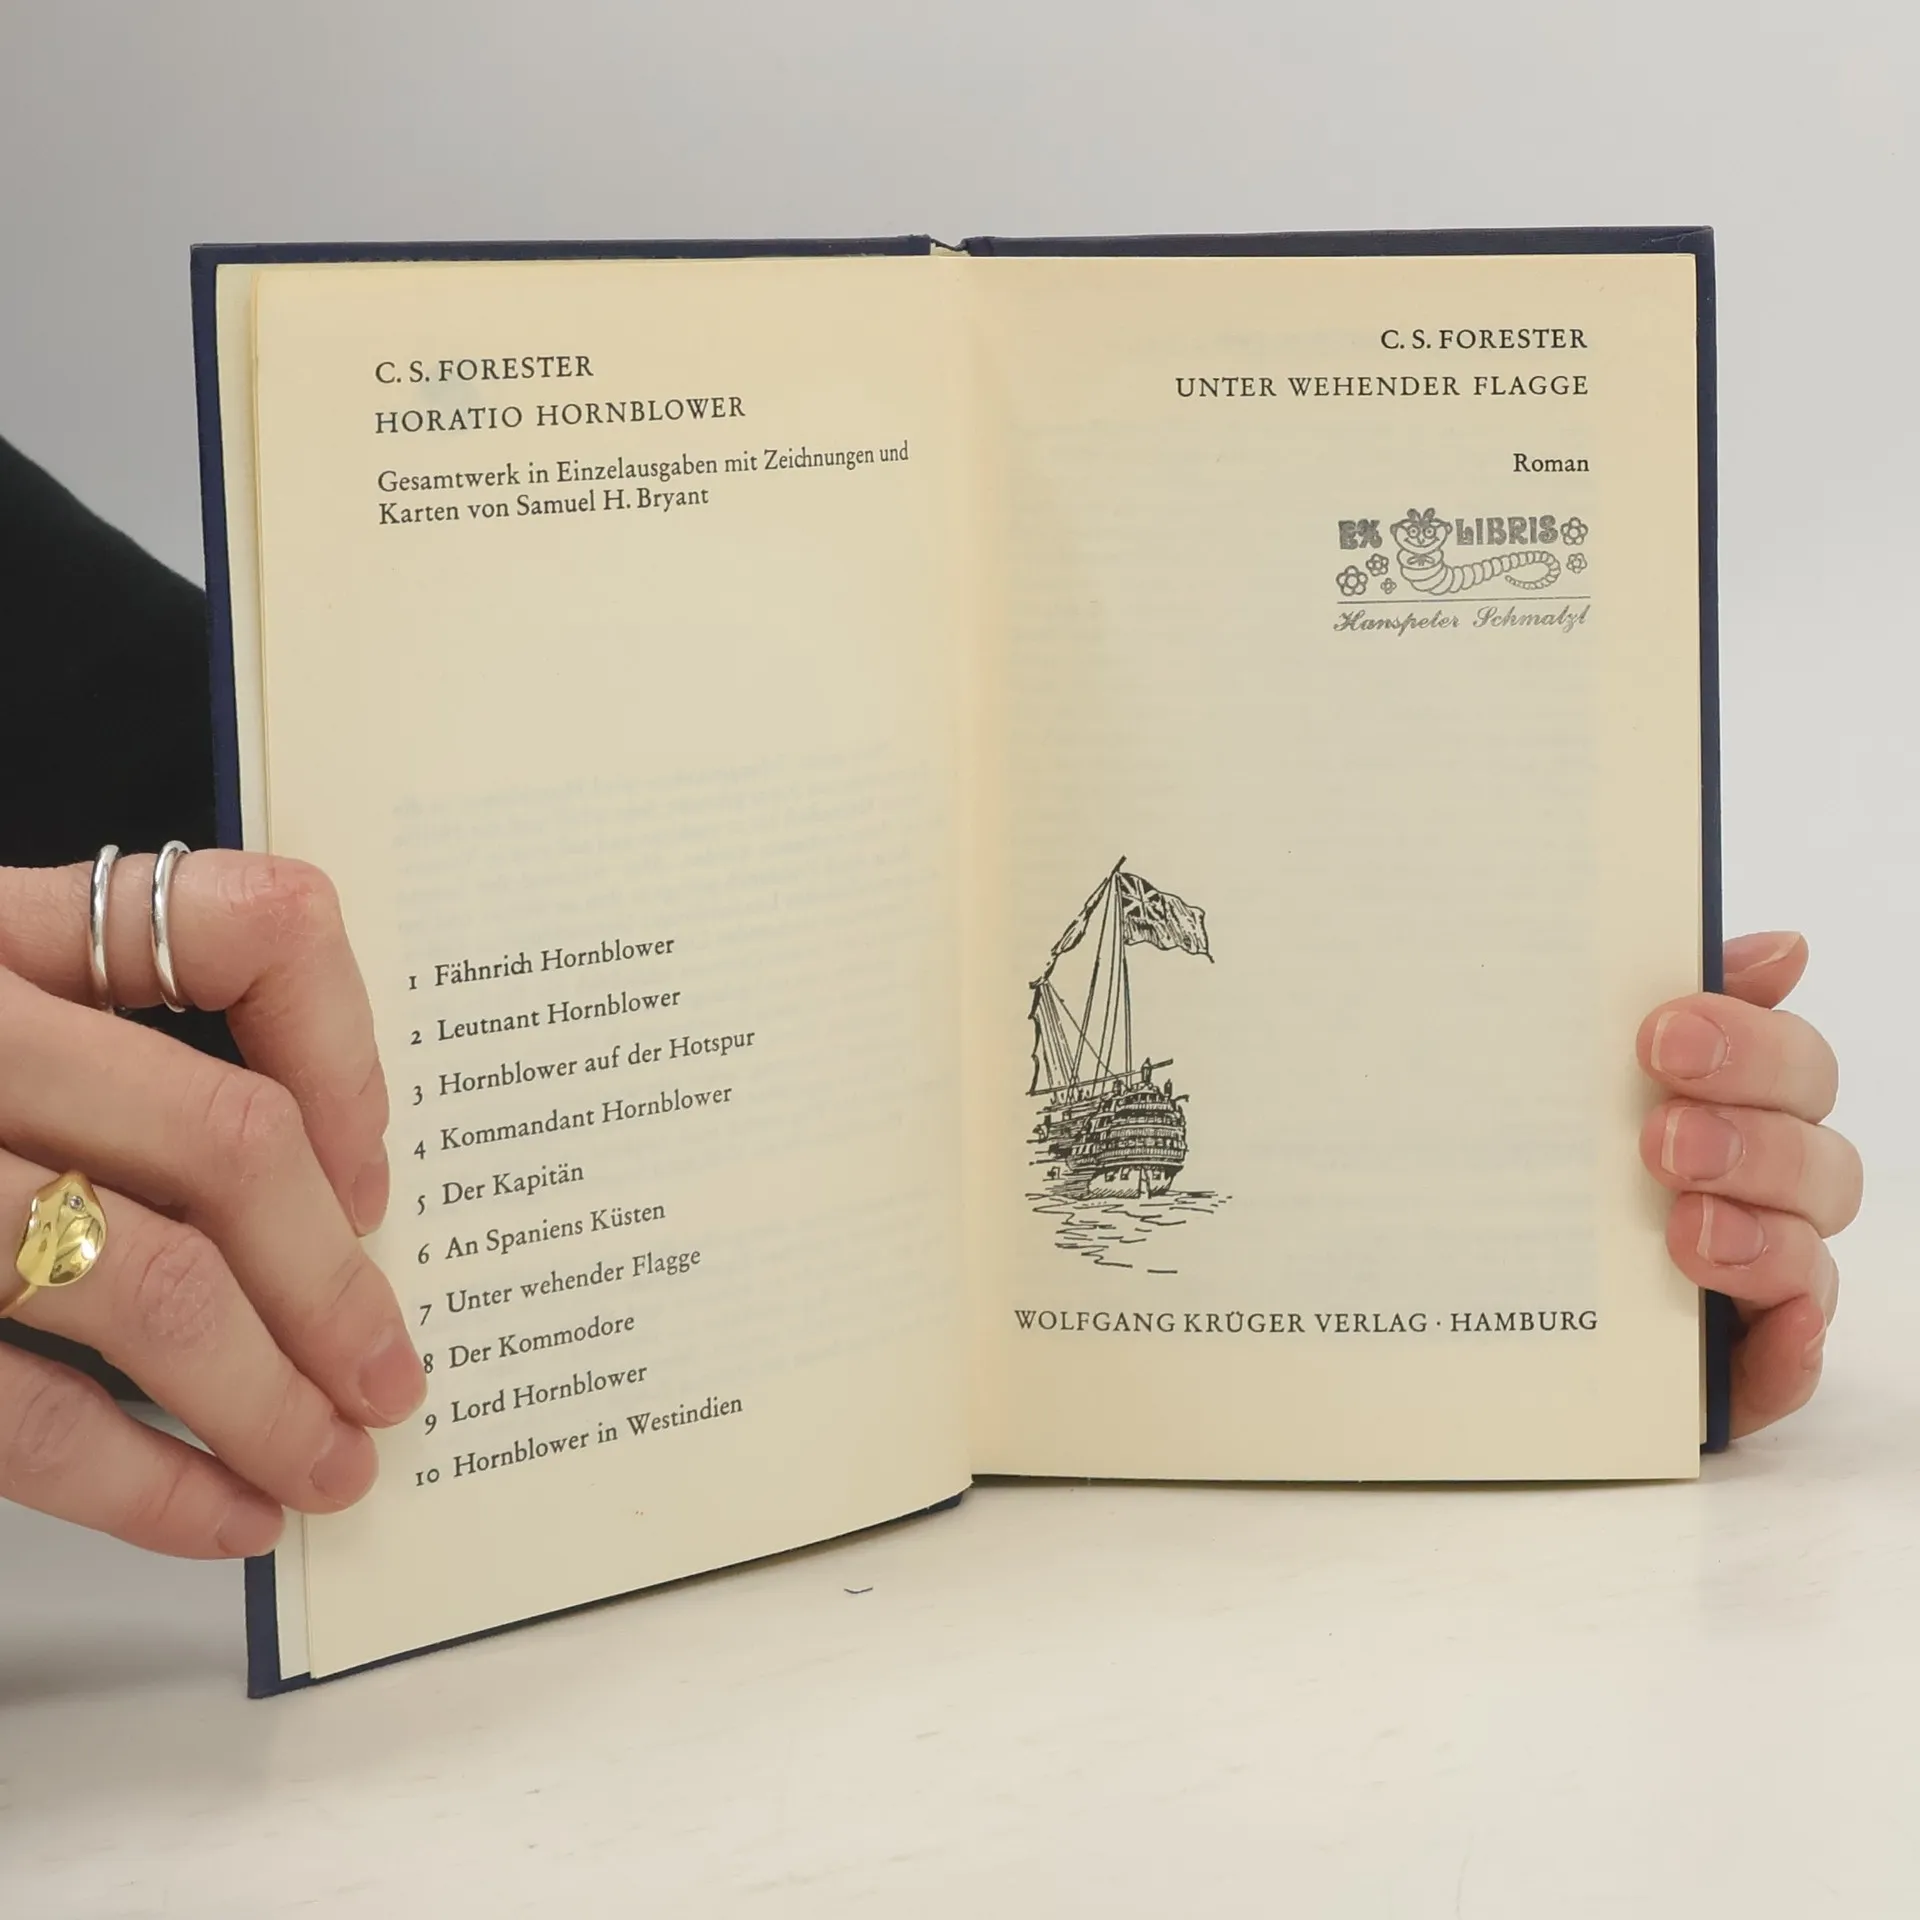 C. S. FORESTER
HORATIO HORNBLOWER
Gesamtwerk in Einzelausgaben mit Zeichnungen und
Karten von Samuel H. Bryant
1 Fähnrich Hornblower
2 Leutnant Hornblower
3 Hornblower auf der Hotspur
4 Kommandant Hornblower
5 Der Kapitän
6 An Spaniens Küsten
7 Unter wehender Flagge
8 Der Kommodore
9 Lord Hornblower
10 Hornblower in Westindien
C. S. FORESTER
UNTER WEHENDER FLAGGE
Roman
EX LIBRIS
Hanspeter Schmalzl
WOLFGANG KRÜGER VERLAG · HAMBURG